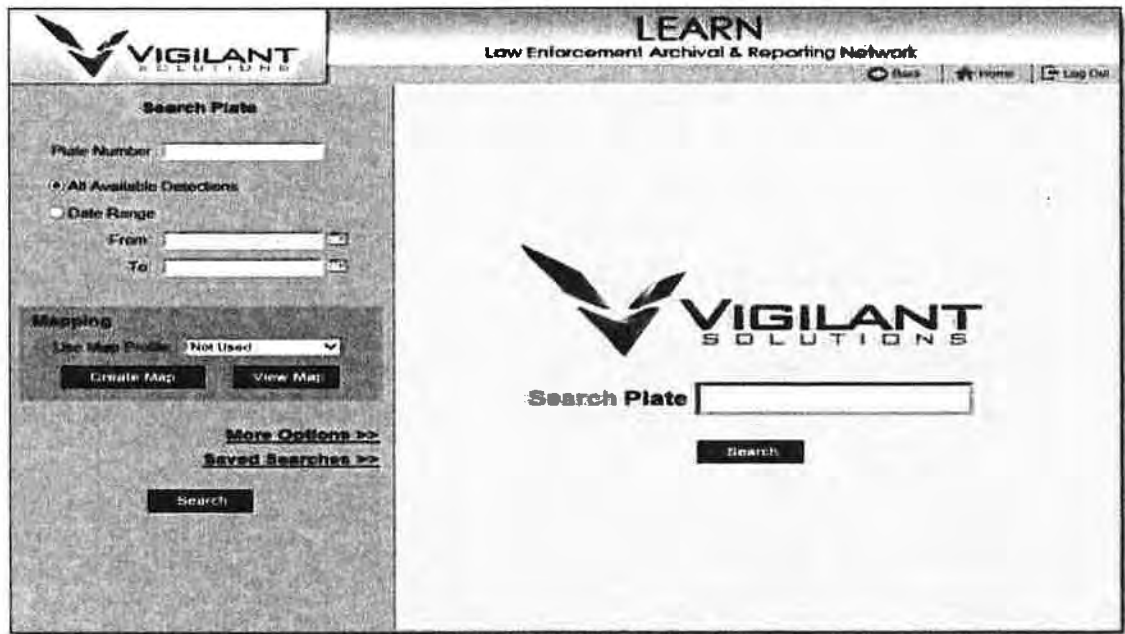 VIGILANT
SOLUTIONS
LEARN
Law Enforcement Archival & Reporting Network
Back
Home
Log Out
Search Plate
Plate Number
All Available Detections
Date Range
From
To
Mapping
Use Map Profile Not Used
Create Map View Map
More Options >>
Saved Searches >>
Search
VIGILANT
SOLUTIONS
Search Plate
Search